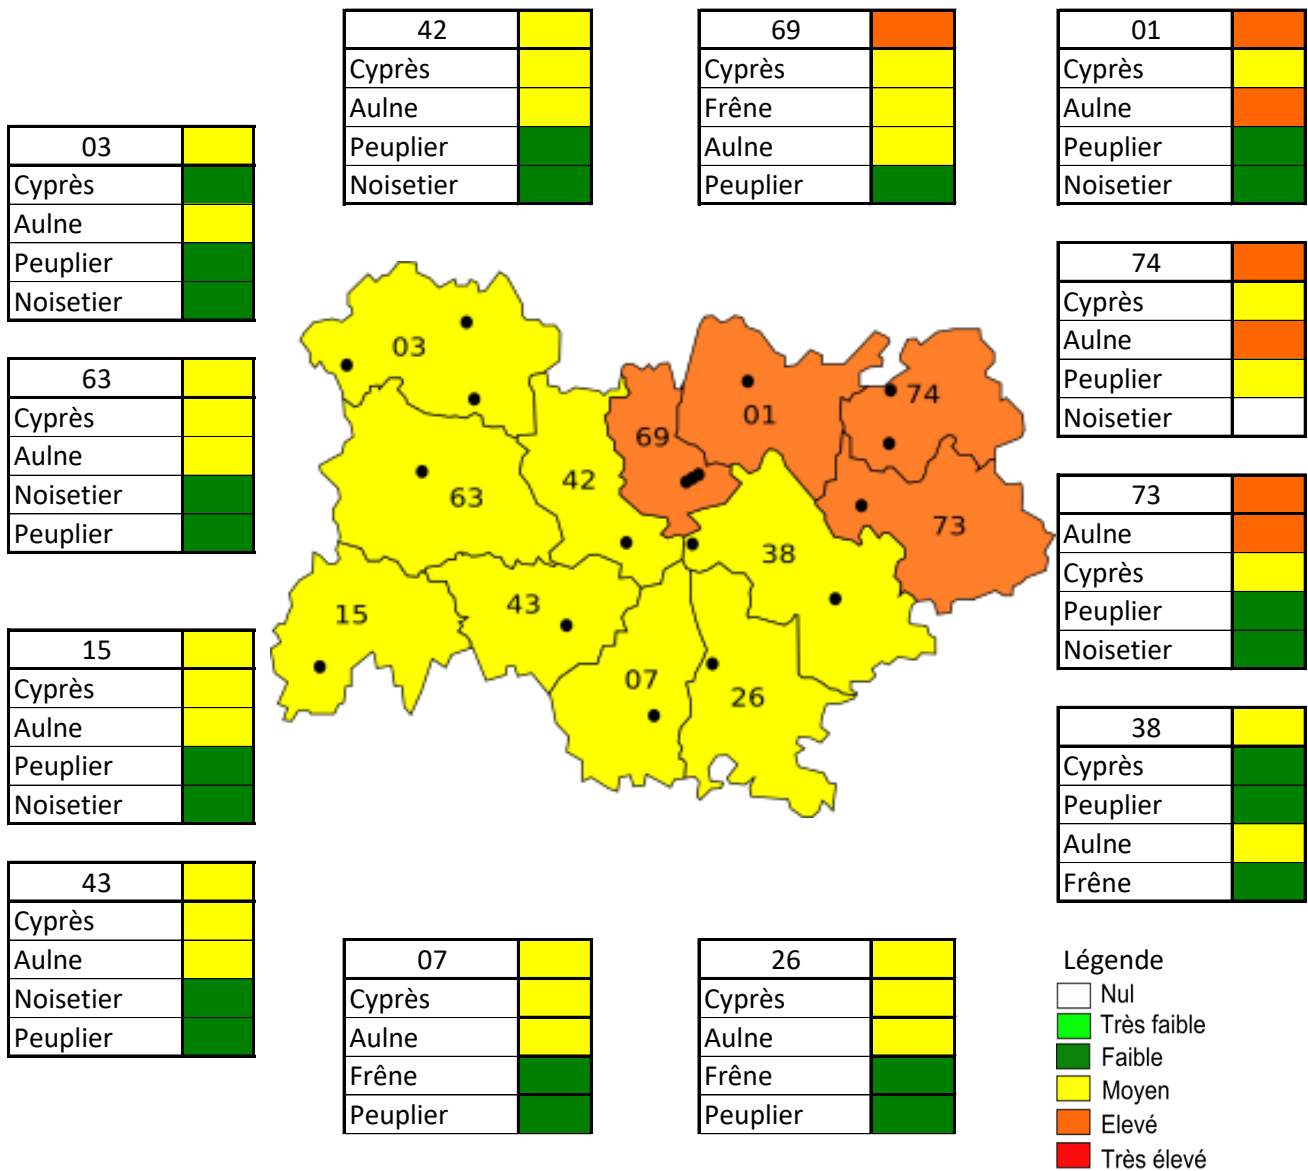 42
Cyprès
Aulne
Peuplier
Noisetier
69
Cyprès
Frêne
Aulne
Peuplier
01
Cyprès
Aulne
Peuplier
Noisetier
03
Cyprès
Aulne
Peuplier
Noisetier
74
Cyprès
Aulne
Peuplier
Noisetier
63
Cyprès
Aulne
Noisetier
Peuplier
03
69
01
74
42
63
73
38
43
15
07
26
73
Aulne
Cyprès
Peuplier
Noisetier
15
Cyprès
Aulne
Peuplier
Noisetier
38
Cyprès
Peuplier
Aulne
Frêne
43
Cyprès
Aulne
Noisetier
Peuplier
07
Cyprès
Aulne
Frêne
Peuplier
26
Cyprès
Aulne
Frêne
Peuplier
Légende
Nul
Très faible
Faible
Moyen
Elevé
Très élevé